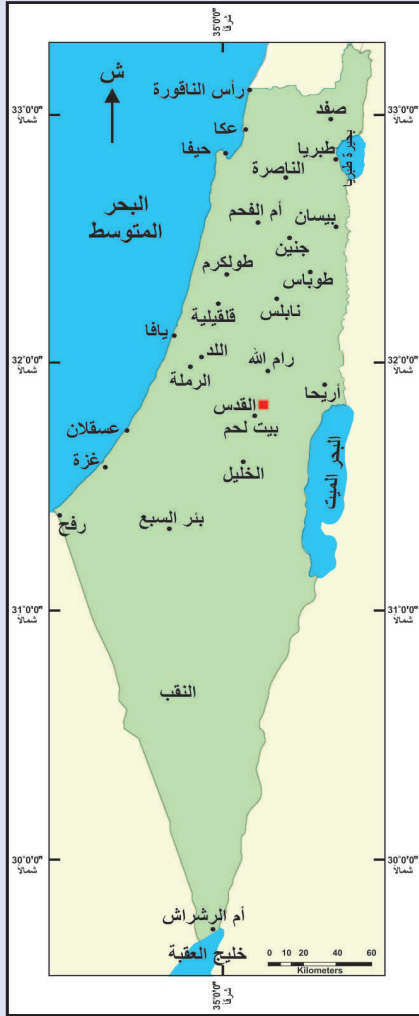 35°0'0"
شرقا
ش
33°0'0"
شمالاً
33°0'0"
شمالاً
رأس الناقورة
صفد
عكا
حيفا
طبريا
بحيرة طبريا
الناصرة
البحر
المتوسط
أم الفحم
بيسان
جنين
طولكرم
طوباس
نابلس
قلقيلية
يافا
32°0'0"
شمالاً
32°0'0"
شمالاً
اللد
رام الله
الرملة
أريحا
القدس
بيت لحم
عسقلان
الخليل
غزة
البحر الميت
بئر السبع
رفح
31°0'0"
شمالاً
31°0'0"
شمالاً
النقب
30°0'0"
30°0'0"
أم الرشراش
خليج العقبة
0 10 20 40 60
Kilometers
35°0'0"
شرقا